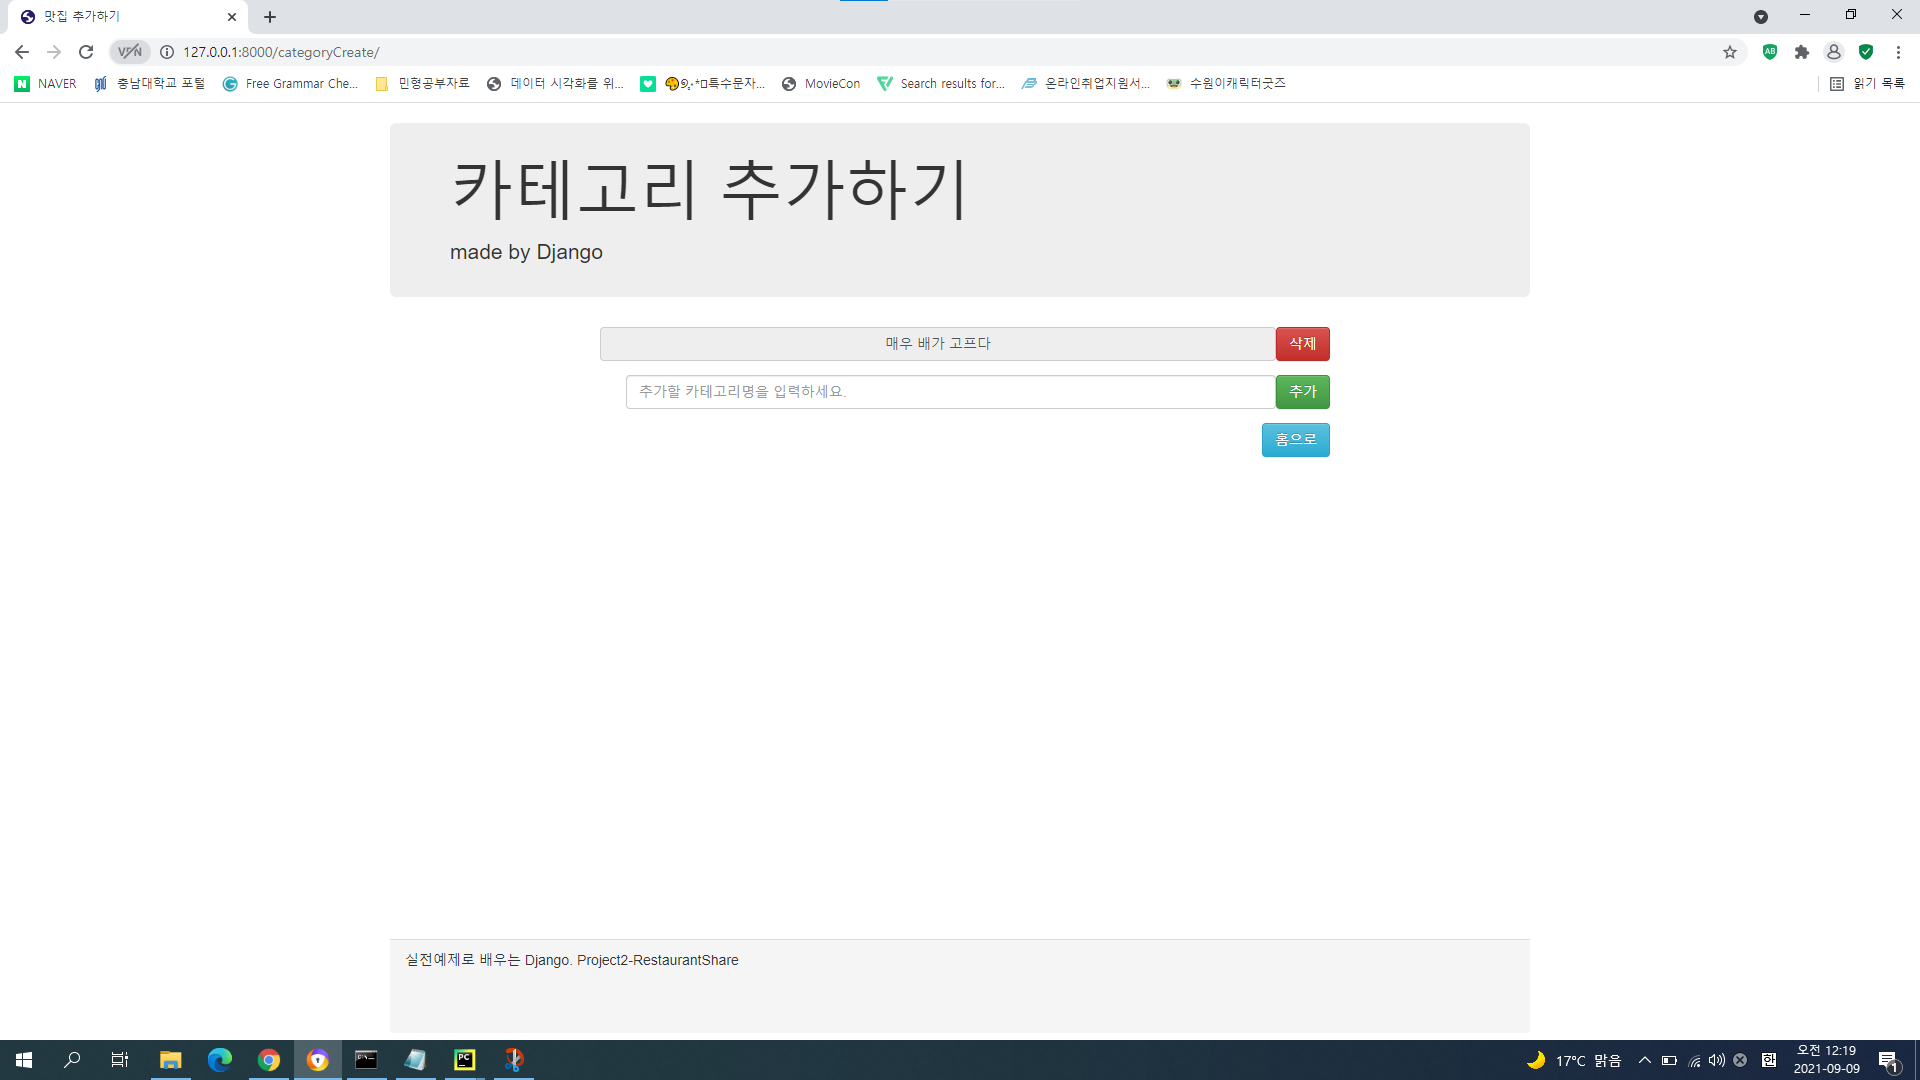 맛집 추가하기
VPN
127.0.0.1:8000/categoryCreate/
AB
N NAVER
충남대학교 포털
Free Grammar Che...
민형공부자료
데이터 시각화를 위...
특수문자...
MovieCon
Search results for...
온라인취업지원서...
수원이캐릭터굿즈
읽기 목록
카테고리 추가하기
made by Django
매우 배가 고프다
삭제
추가할 카테고리명을 입력하세요.
추가
홈으로
실전예제로 배우는 Django. Project2-RestaurantShare
PC
17°C 맑음
한
오전 12:19
2021-09-09
1